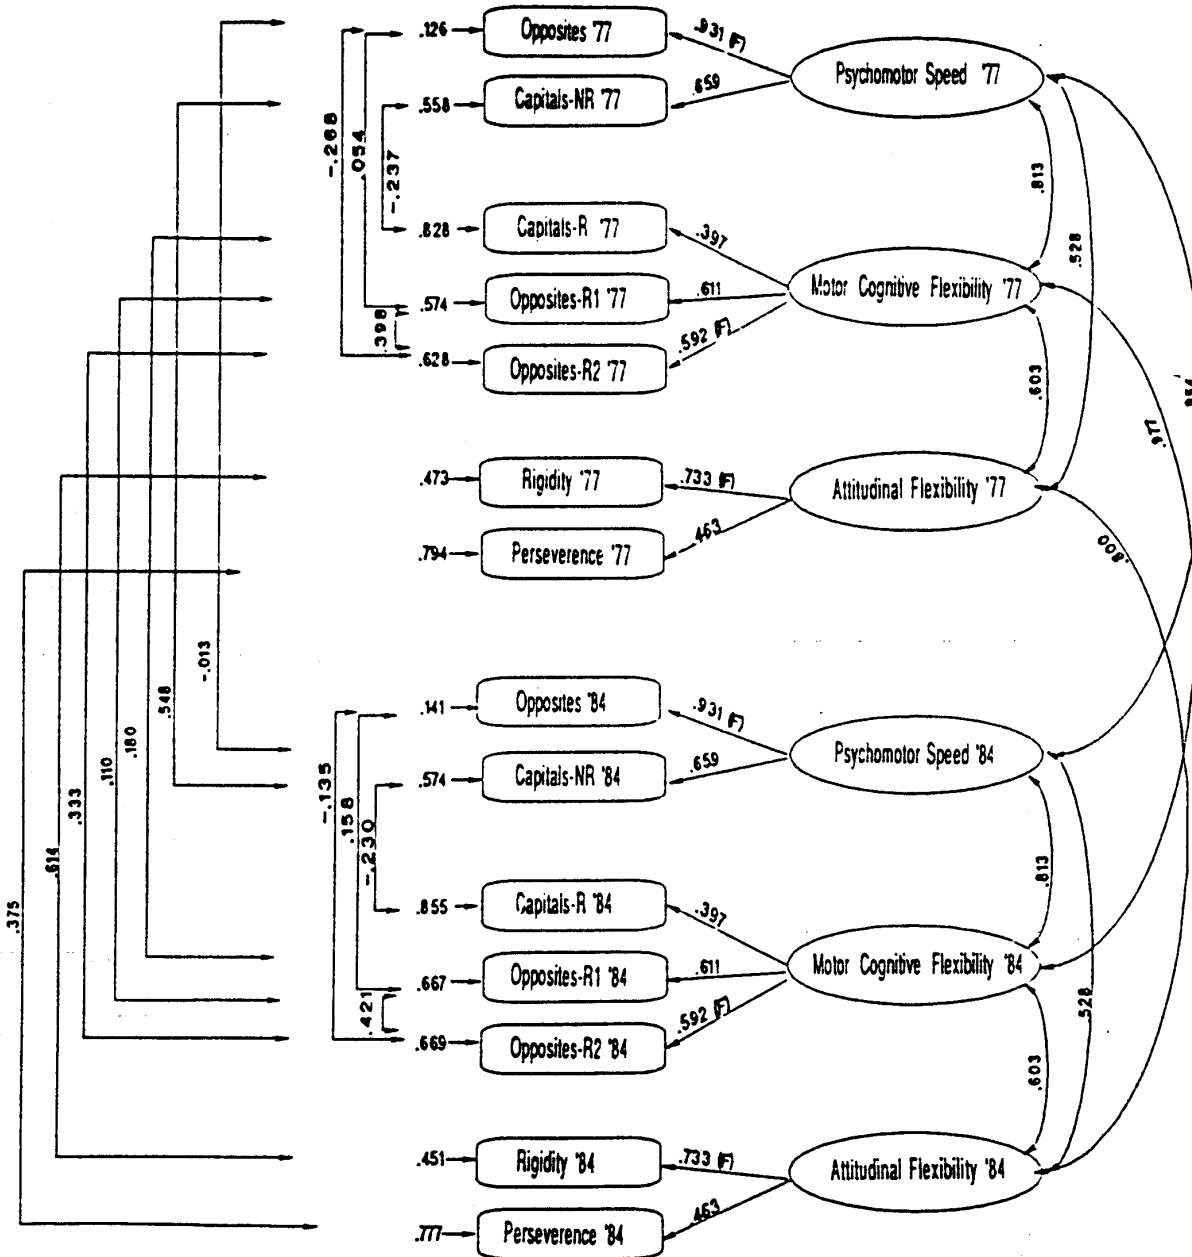 .126
Opposites '77
.931 (F)
Psychomotor Speed '77
.659
.558
Capitals-NR '77
-.268
.054
-.237
.813
.528
.828
Capitals-R '77
.397
.574
Opposites-R1 '77
.611
Motor Cognitive Flexibility '77
.398
.592 (F)
.628
Opposites-R2 '77
.603
.977
.473
Rigidity '77
.733 (F)
Attitudinal Flexibility '77
.463
.794
Perseverence '77
.800
-.013
.548
.180
.110
.333
.614
.375
.141
Opposites '84
.931 (F)
Psychomotor Speed '84
.659
.574
Capitals-NR '84
-.135
.158
-.230
.813
.528
.855
Capitals-R '84
.397
.667
Opposites-R1 '84
.611
Motor Cognitive Flexibility '84
.421
.592 (F)
.669
Opposites-R2 '84
.603
.451
Rigidity '84
.733 (F)
Attitudinal Flexibility '84
.463
.777
Perseverence '84